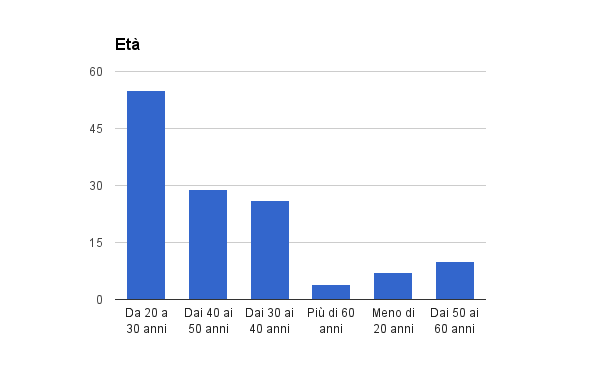 Età
60
45
30
15
0
Da 20 a
30 anni
Dai 40 ai
50 anni
Dai 30 ai
40 anni
Più di 60
anni
Meno di
20 anni
Dai 50 ai
60 anni